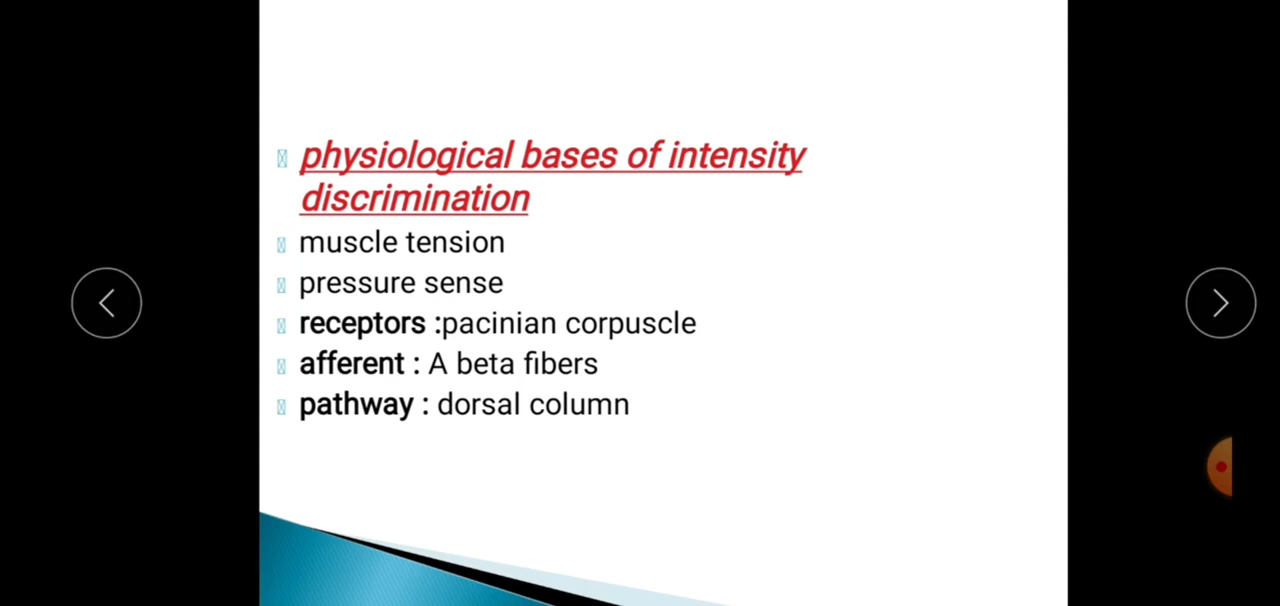 physiological bases of intensity
discrimination
muscle tension
pressure sense
receptors :pacinian corpuscle
afferent : A beta fibers
pathway : dorsal column